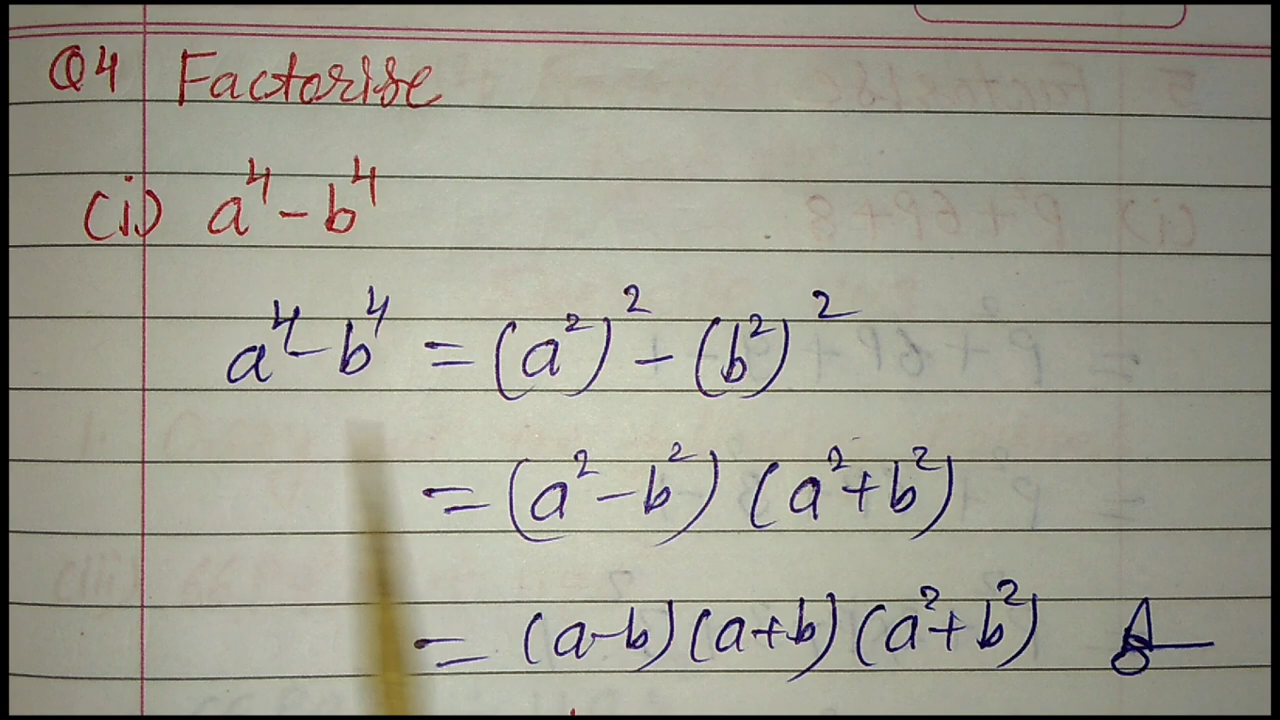 Q4 Factorise
(i) a⁴-b⁴
a⁴-b⁴ = (a²)² - (b²)²
= (a²-b²) (a²+b²)
= (a-b)(a+b)(a²+b²)